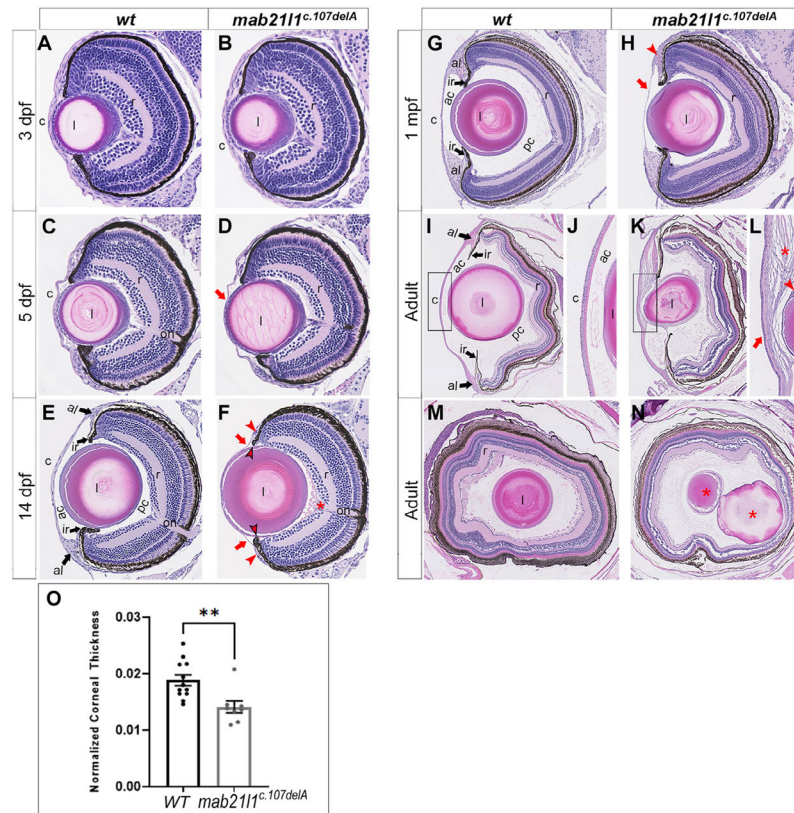 wt mab21l1c.107delA wt mab21l1c.107delA
3 dpf
A
c
l
r
B
c
l
r
1 mpf
G
al
ir
ac
c
l
r
pc
ir
al
H
l
r
5 dpf
C
c
l
r
on
D
l
r
on
Adult
I
al
ac
ir
c
l
r
ir
al
J
ac
c
l
K
l
r
L
*
14 dpf
E
al
ir
c
l
r
pc
ac
on
ir
al
F
l
r
*
on
Adult
M
r
l
N
*
*
O
Normalized Corneal Thickness
0.03
0.02
0.01
0.00
**
WT mab21l1c.107delA